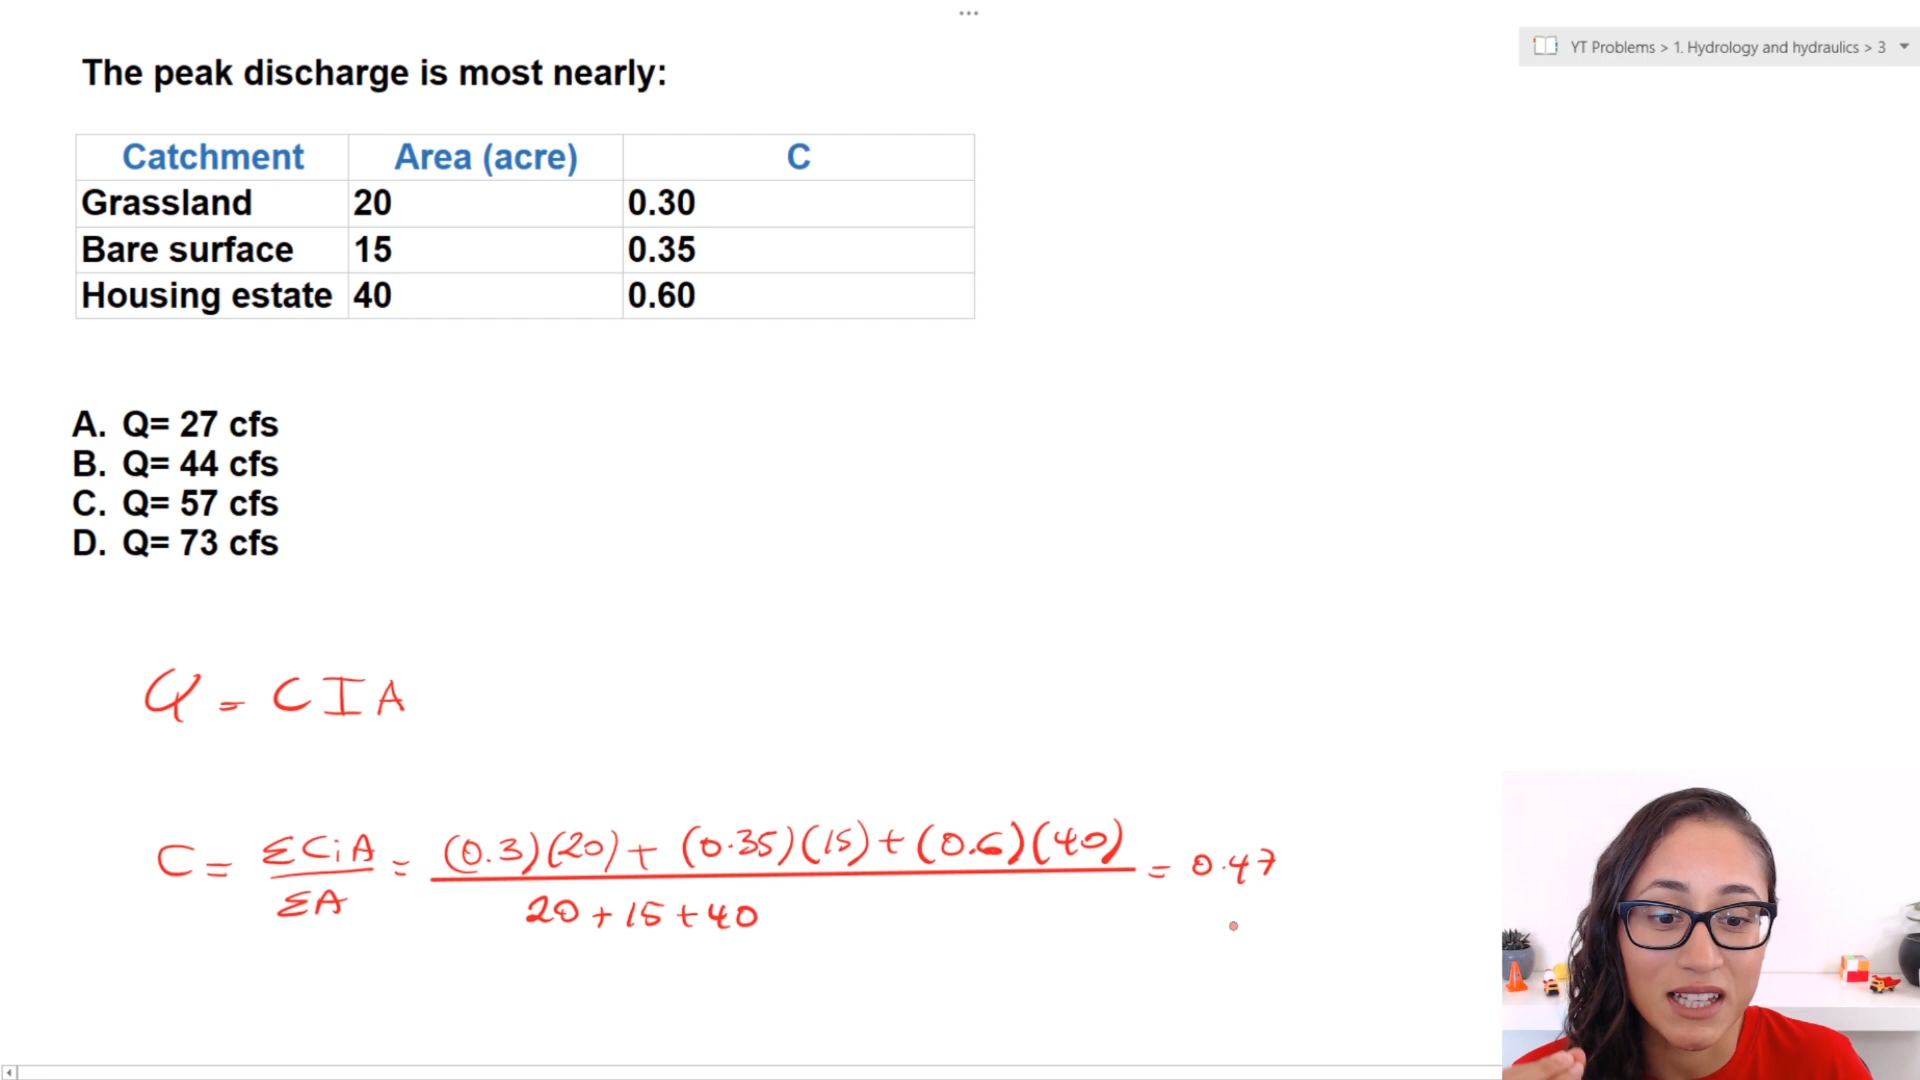 ...
YT Problems > 1. Hydrology and hydraulics > 3
The peak discharge is most nearly:
Catchment Area (acre) C
Grassland 20 0.30
Bare surface 15 0.35
Housing estate 40 0.60
A. Q= 27 cfs
B. Q= 44 cfs
C. Q= 57 cfs
D. Q= 73 cfs
Q = CIA
C = ΣCiA / ΣA = (0.3)(20) + (0.35)(15) + (0.6)(40) / 20 + 15 + 40 = 0.47